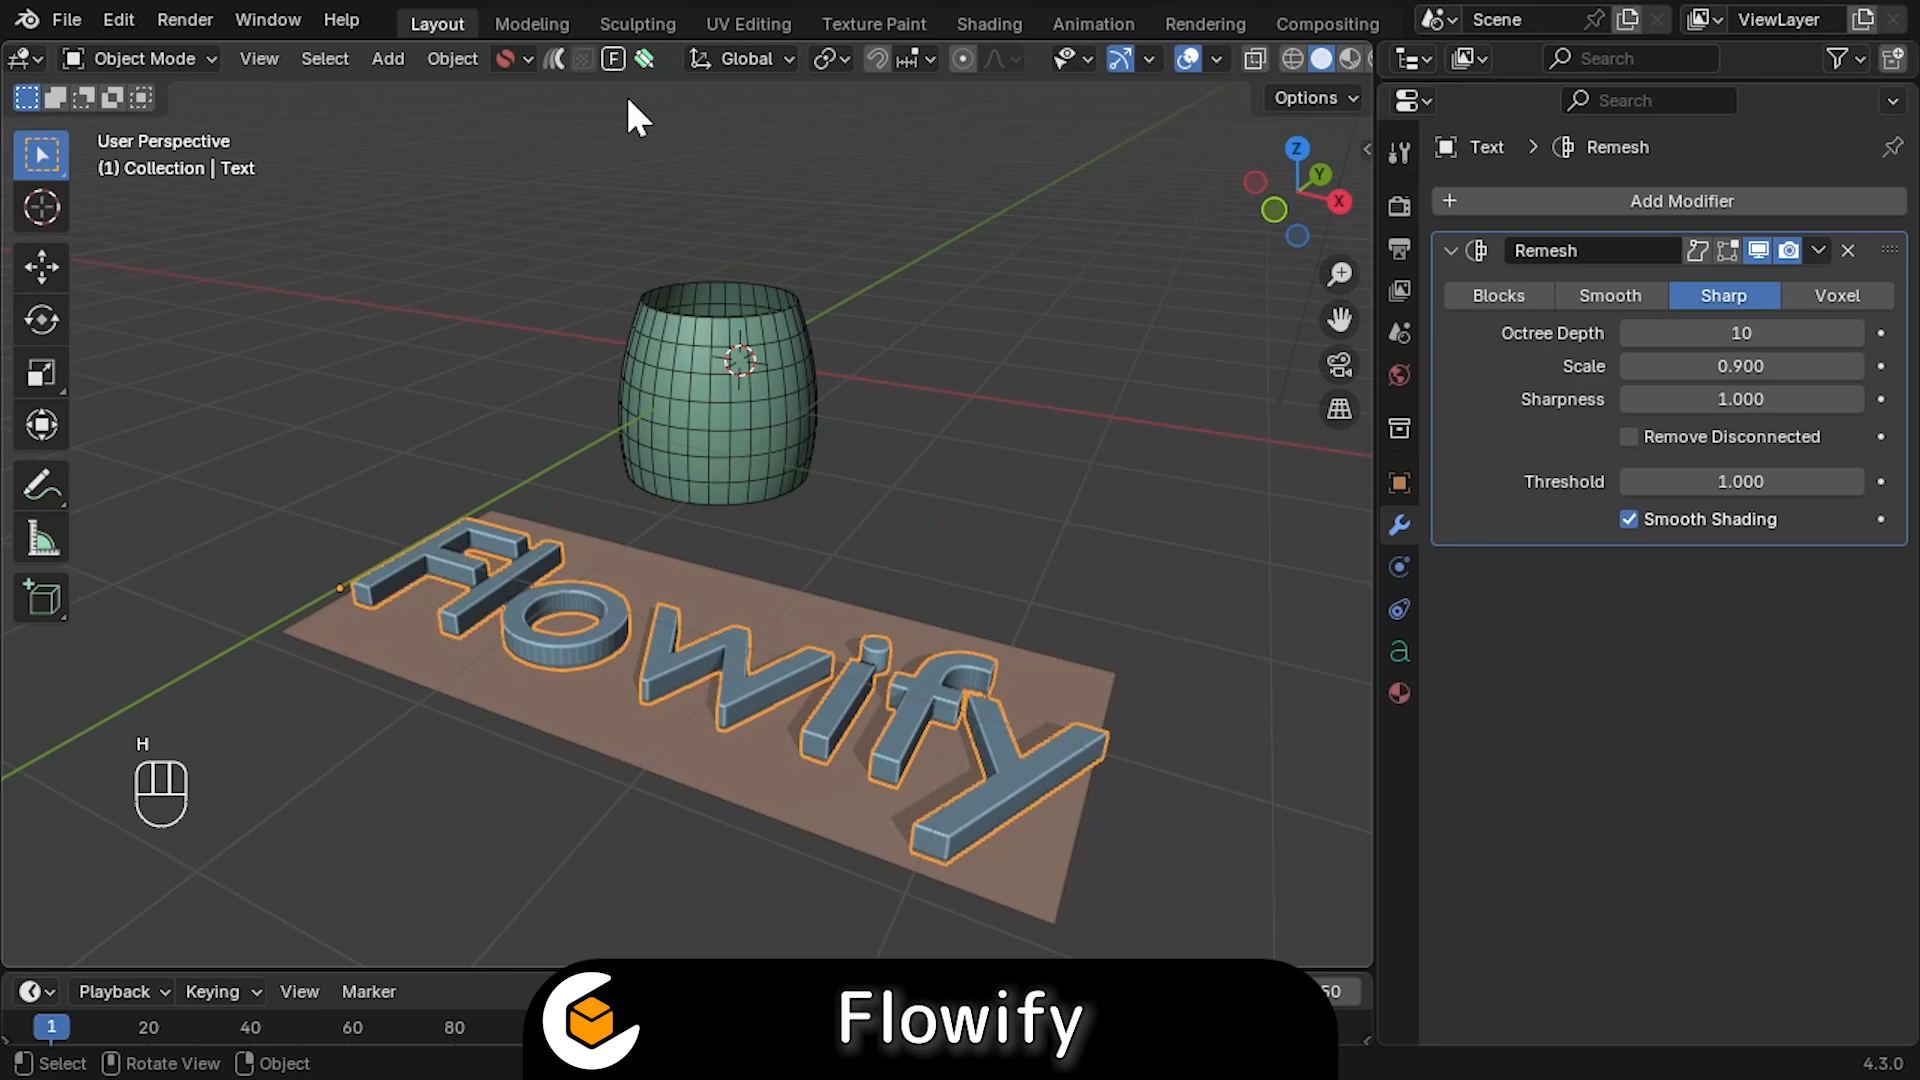 File Edit Render Window Help Layout Modeling Sculpting UV Editing Texture Paint Shading Animation Rendering Compositing Scene ViewLayer
Object Mode View Select Add Object F Global Search
Options Search
User Perspective
(1) Collection | Text
Z
Y
X
Text > Remesh
+ Add Modifier
Remesh
Blocks Smooth Sharp Voxel
Octree Depth 10
Scale 0.900
Sharpness 1.000
Remove Disconnected
Threshold 1.000
Smooth Shading
a
Flowify
H
Playback Keying View Marker 50
1 20 40 60 80
Flowify
Select Rotate View Object 4.3.0